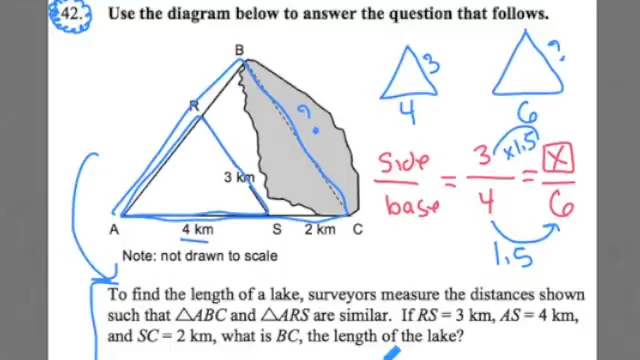 42. Use the diagram below to answer the question that follows.
B
R
3 km
?
A
4 km
S
2 km
C
Note: not drawn to scale
3
4
?
6
side/base = 3/4 = x/6
x1.5
1.5
To find the length of a lake, surveyors measure the distances shown
such that △ABC and △ARS are similar. If RS = 3 km, AS = 4 km,
and SC = 2 km, what is BC, the length of the lake?